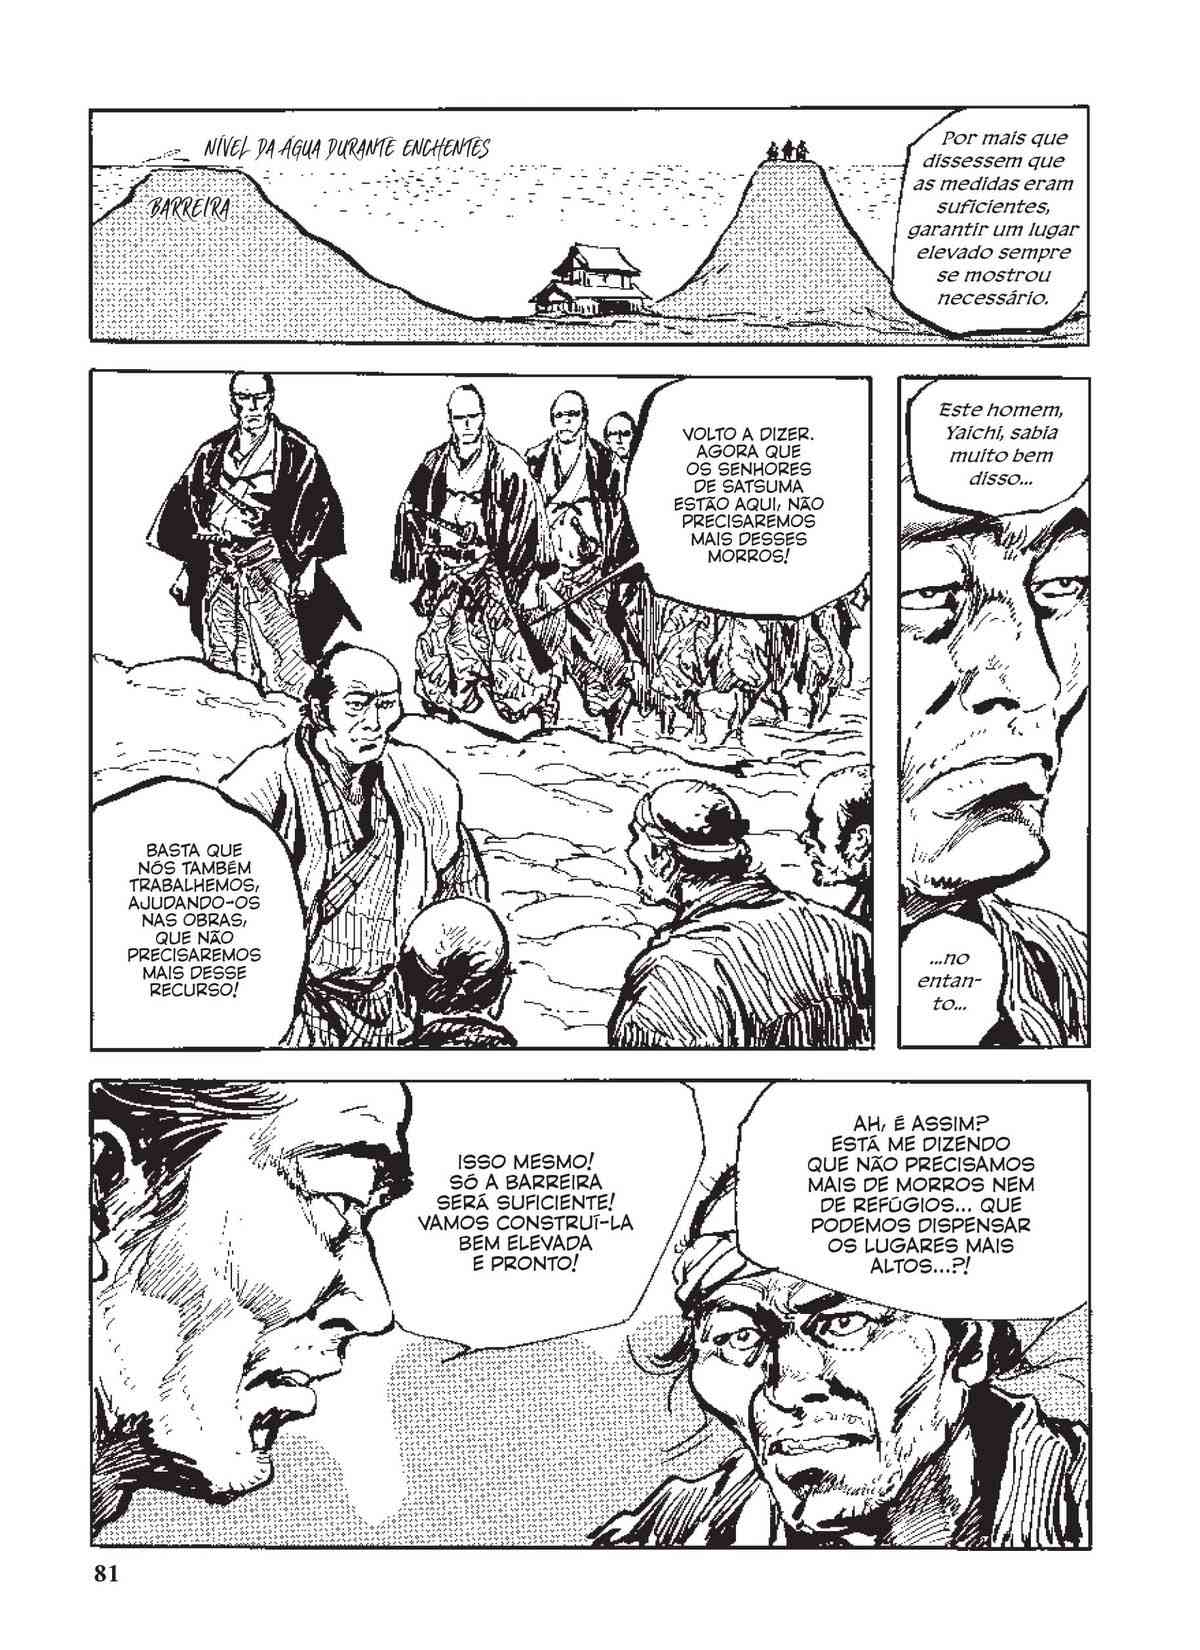 NÍVEL DA ÁGUA DURANTE ENCHENTES
BARREIRA
Por mais que
dissessem que
as medidas eram
suficientes,
garantir um lugar
elevado sempre
se mostrou
necessário.
VOLTO A DIZER.
AGORA QUE
OS SENHORES
DE SATSUMA
ESTÃO AQUI, NÃO
PRECISAREMOS
MAIS DESSES
MORROS!
BASTA QUE
NÓS TAMBÉM
TRABALHEMOS,
AJUDANDO-OS
NAS OBRAS,
QUE NÃO
PRECISAREMOS
MAIS DESSE
RECURSO!
Este homem,
Yaichi, sabia
muito bem
disso...
...no
entan-
to...
ISSO MESMO!
SÓ A BARREIRA
SERÁ SUFICIENTE!
VAMOS CONSTRUÍ-LA
BEM ELEVADA
E PRONTO!
AH, É ASSIM?
ESTÁ ME DIZENDO
QUE NÃO PRECISAMOS
MAIS DE MORROS NEM
DE REFÚGIOS... QUE
PODEMOS DISPENSAR
OS LUGARES MAIS
ALTOS...?!
81